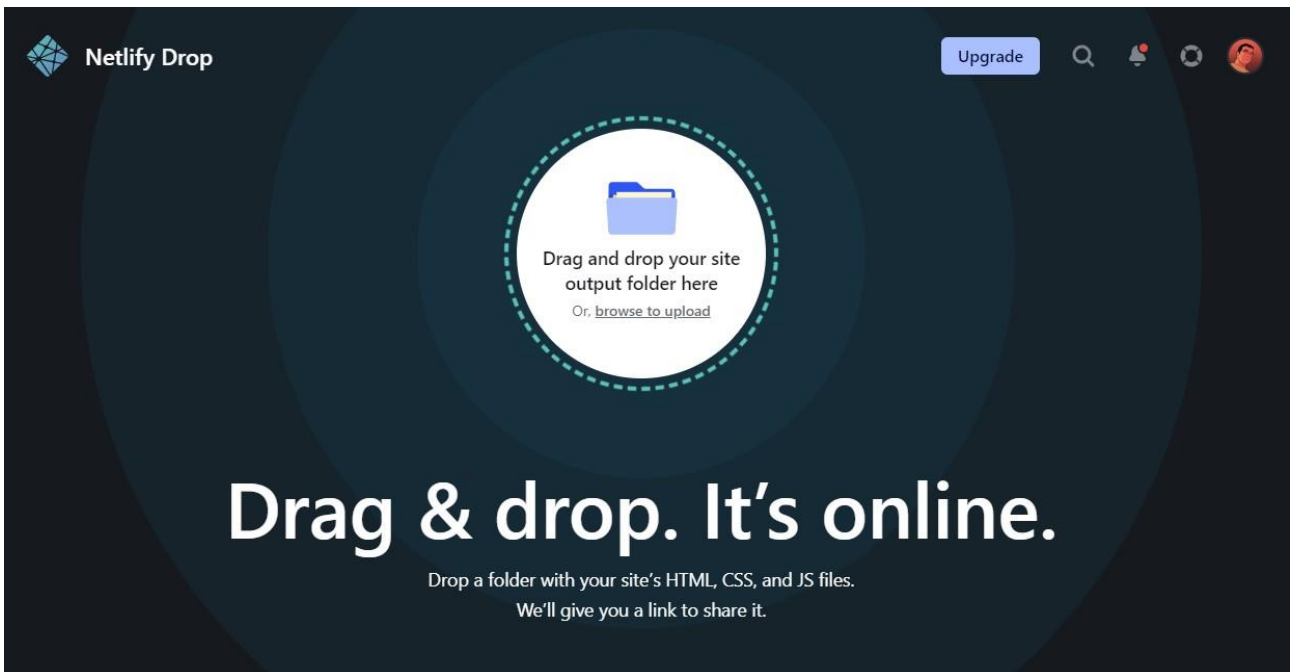 Netlify Drop
Upgrade
Drag and drop your site
output folder here
Or, browse to upload
Drag & drop. It’s online.
Drop a folder with your site’s HTML, CSS, and JS files.
We’ll give you a link to share it.